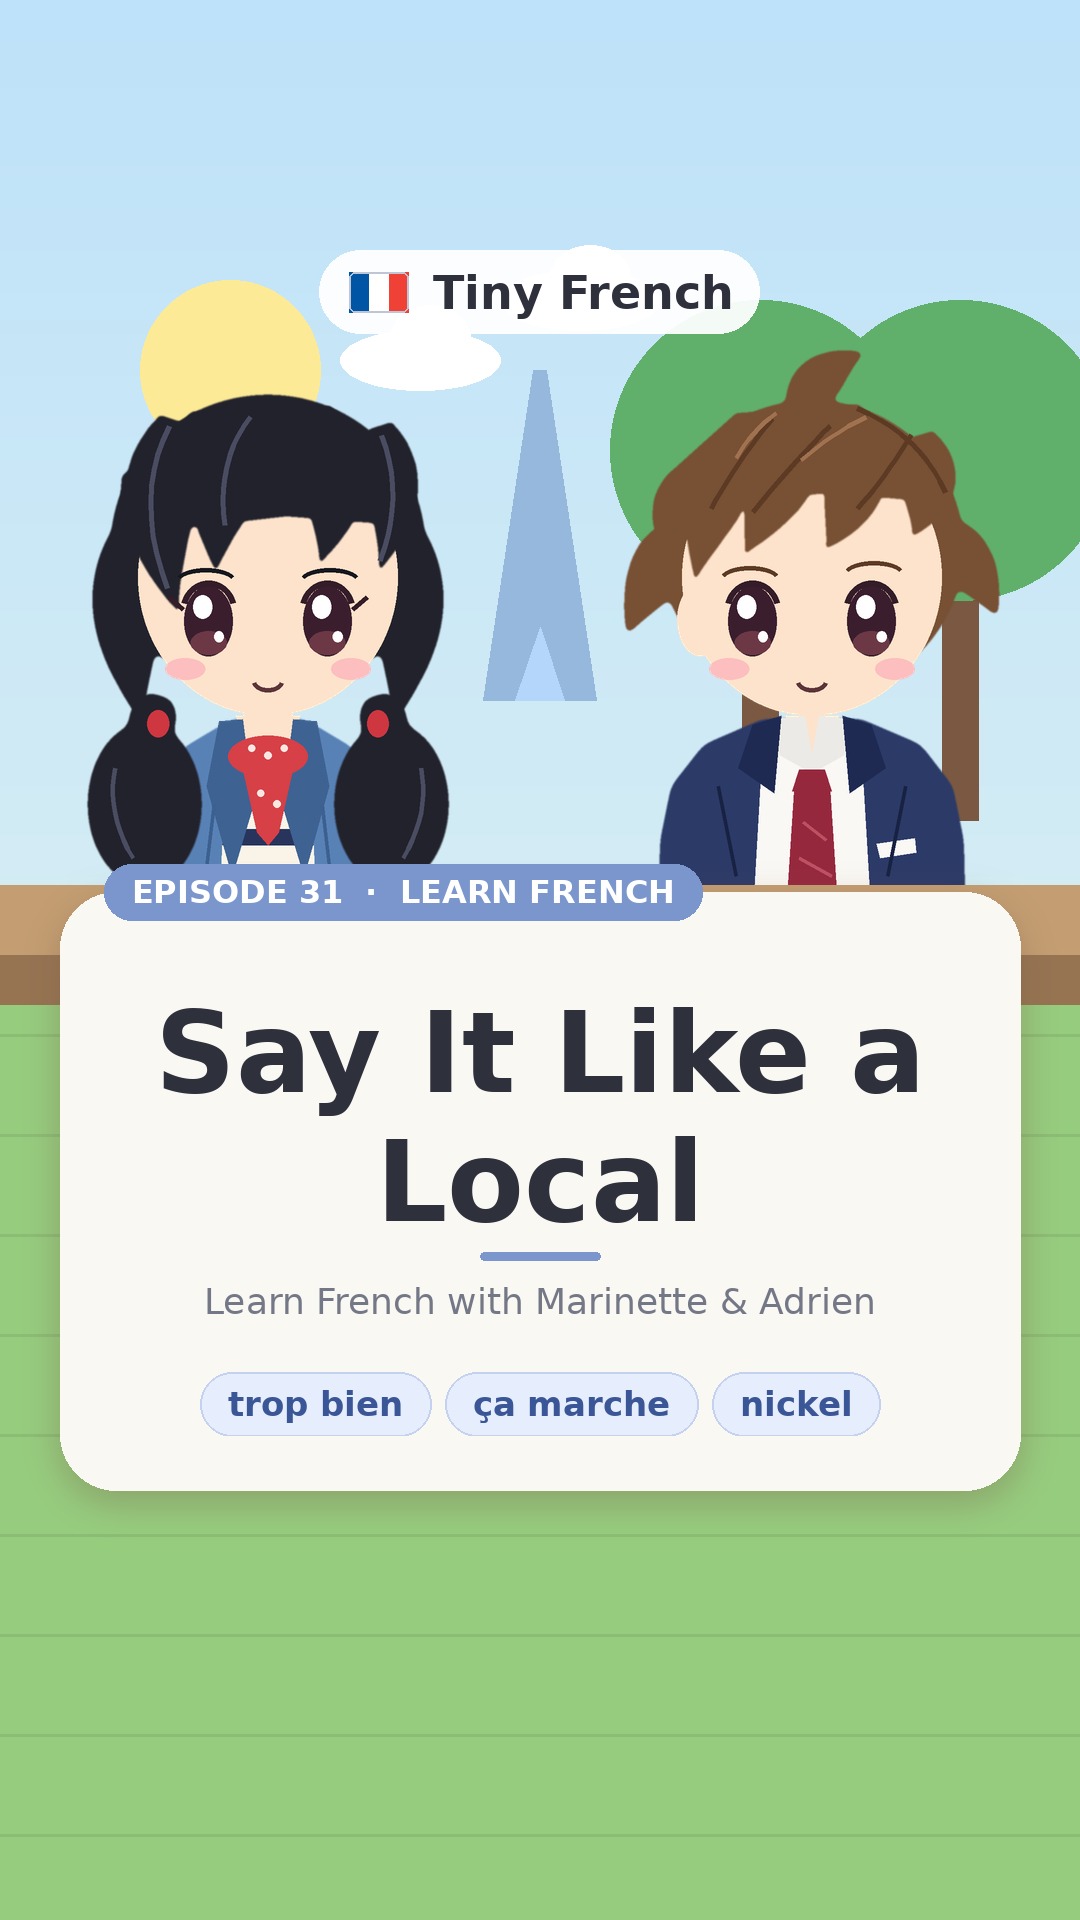 Tiny French
EPISODE 31 · LEARN FRENCH
Say It Like a
Local
Learn French with Marinette & Adrien
trop bien
ça marche
nickel